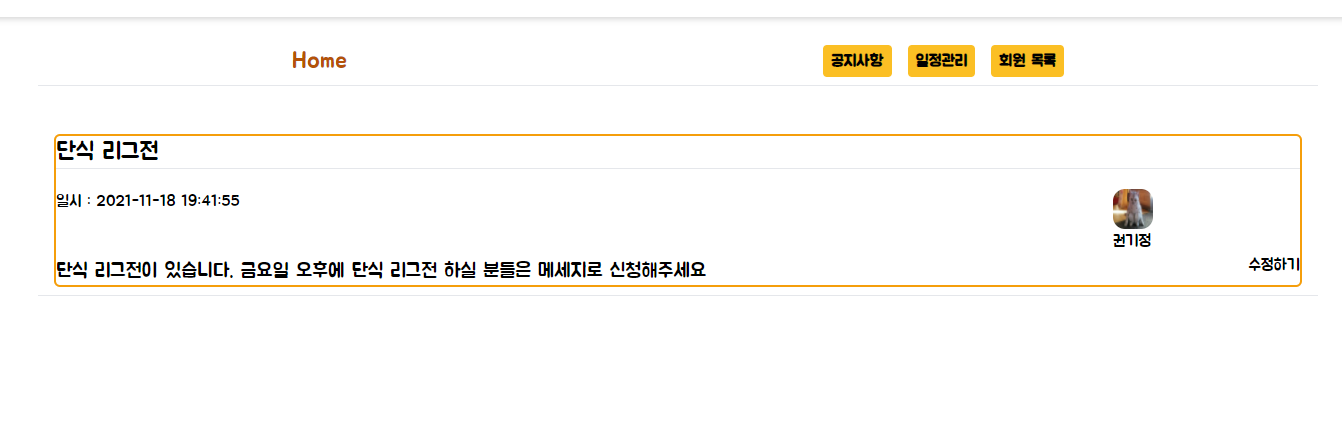 Home
공지사항 일정관리 회원 목록
단식 리그전
일시 : 2021-11-18 19:41:55
권기정
단식 리그전이 있습니다. 금요일 오후에 단식 리그전 하실 분들은 메세지로 신청해주세요
수정하기